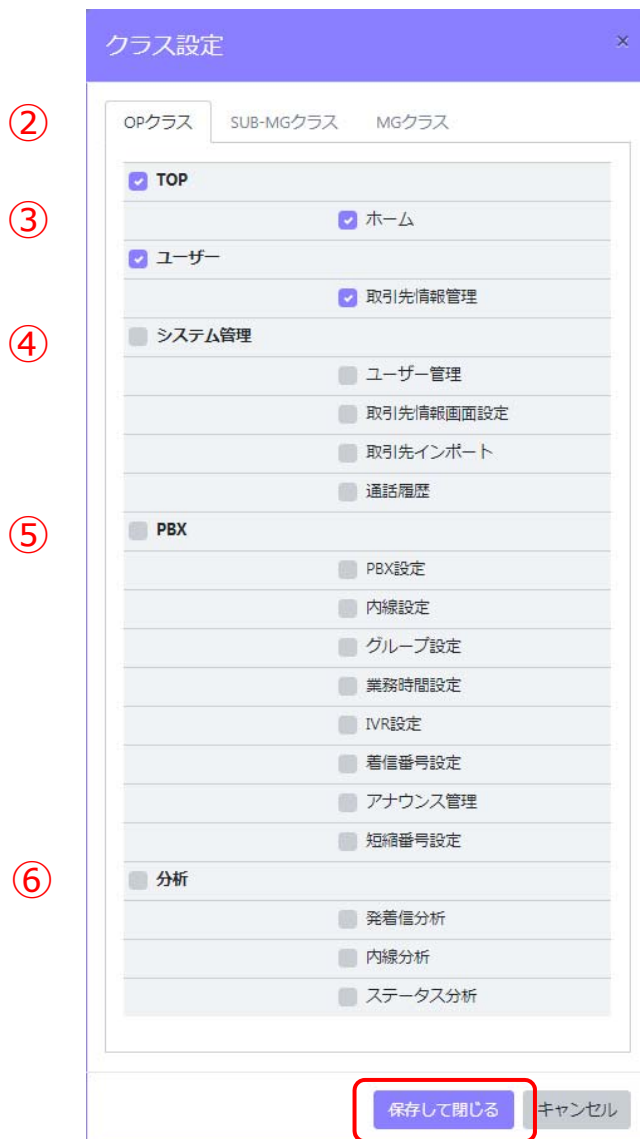 クラス設定 ×
② OPクラス SUB-MGクラス MGクラス
TOP
③ ホーム
ユーザー
取引先情報管理
④ システム管理
ユーザー管理
取引先情報画面設定
取引先インポート
通話履歴
⑤ PBX
PBX設定
内線設定
グループ設定
業務時間設定
IVR設定
着信番号設定
アナウンス管理
短縮番号設定
⑥ 分析
発着信分析
内線分析
ステータス分析
保存して閉じる キャンセル